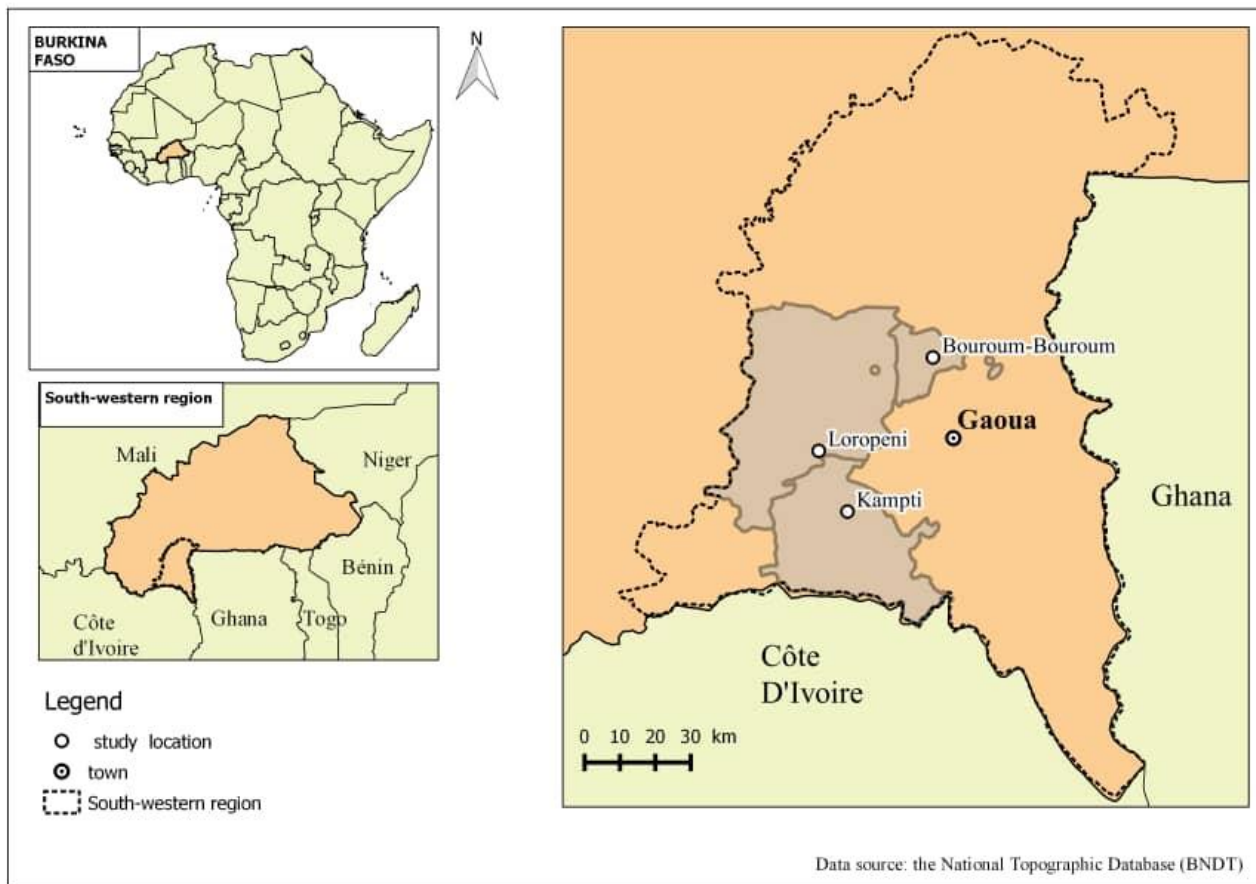 BURKINA
FASO
N
South-western region
Mali
Niger
Bénin
Côte
d'Ivoire
Ghana
Togo
Legend
study location
town
South-western region
Bouroum-Bouroum
Gaoua
Loropeni
Kampti
Ghana
Côte
D'Ivoire
0 10 20 30 km
Data source: the National Topographic Database (BNDT)